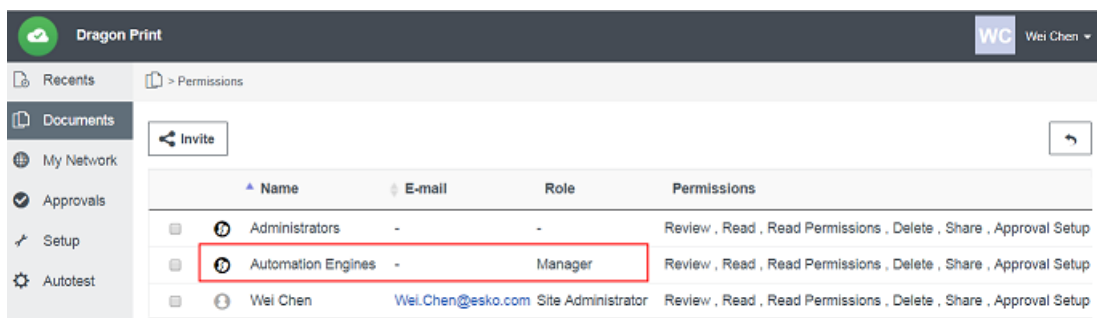 Dragon Print
WC Wei Chen
Recents
> Permissions
Documents
Invite
My Network
Name E-mail Role Permissions
Approvals
Administrators - - Review , Read , Read Permissions , Delete , Share , Approval Setup
Setup
Automation Engines - Manager Review , Read , Read Permissions , Delete , Share , Approval Setup
Autotest
Wei Chen Wei.Chen@esko.com Site Administrator Review , Read , Read Permissions , Delete , Share , Approval Setup